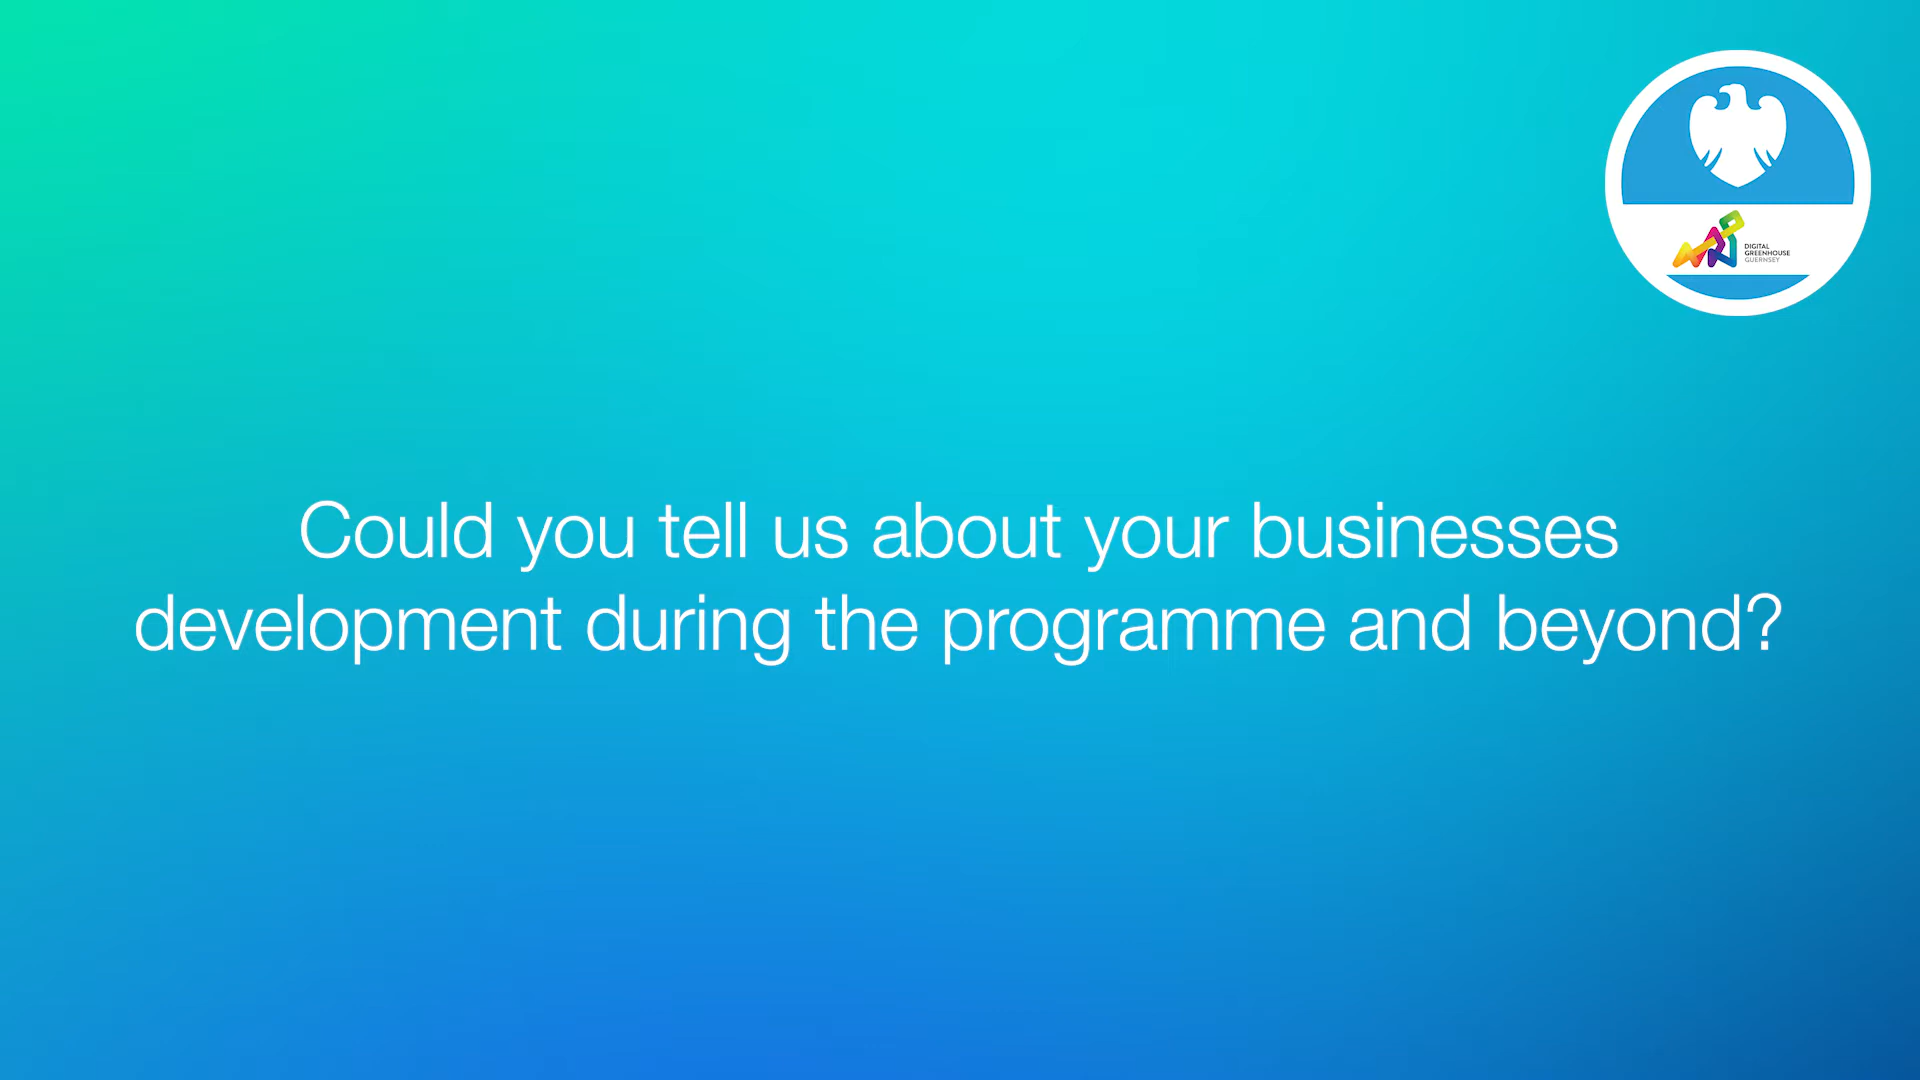 DIGITAL
GREENHOUSE
GUERNSEY
Could you tell us about your businesses
development during the programme and beyond?